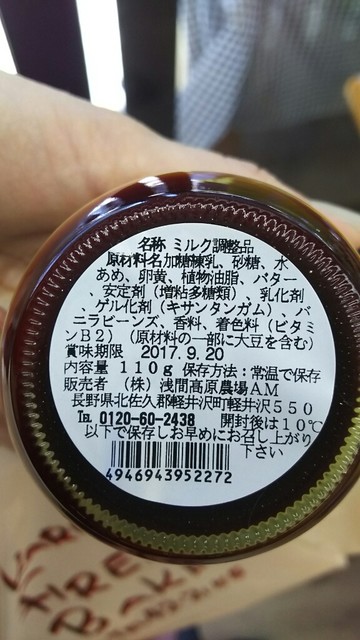 名称 ミルク調整品
原材料名加糖練乳、砂糖、水
あめ、卵黄、植物油脂、バター
、安定剤（増粘多糖類）、乳化剤
、ゲル化剤（キサンタンガム）、バ
ニラビーンズ、香料、着色料（ビタミ
ンB2）（原材料の一部に大豆を含む）
賞味期限 2017.9.20
内容量 110g 保存方法：常温で保存
販売者 （株）浅間高原農場AM
長野県北佐久郡軽井沢町軽井沢550
℡ 0120-60-2438 開封後は10℃
以下で保存しお早めにお召し上がり
下さい
4946943952272
FIRE
BAK